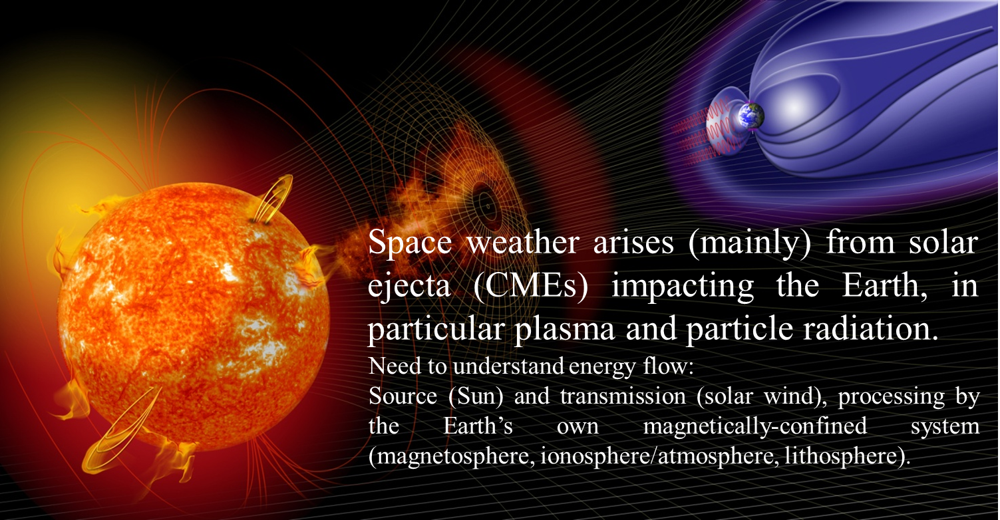 Space weather arises (mainly) from solar
ejecta (CMEs) impacting the Earth, in
particular plasma and particle radiation.
Need to understand energy flow:
Source (Sun) and transmission (solar wind), processing by
the Earth’s own magnetically-confined system
(magnetosphere, ionosphere/atmosphere, lithosphere).